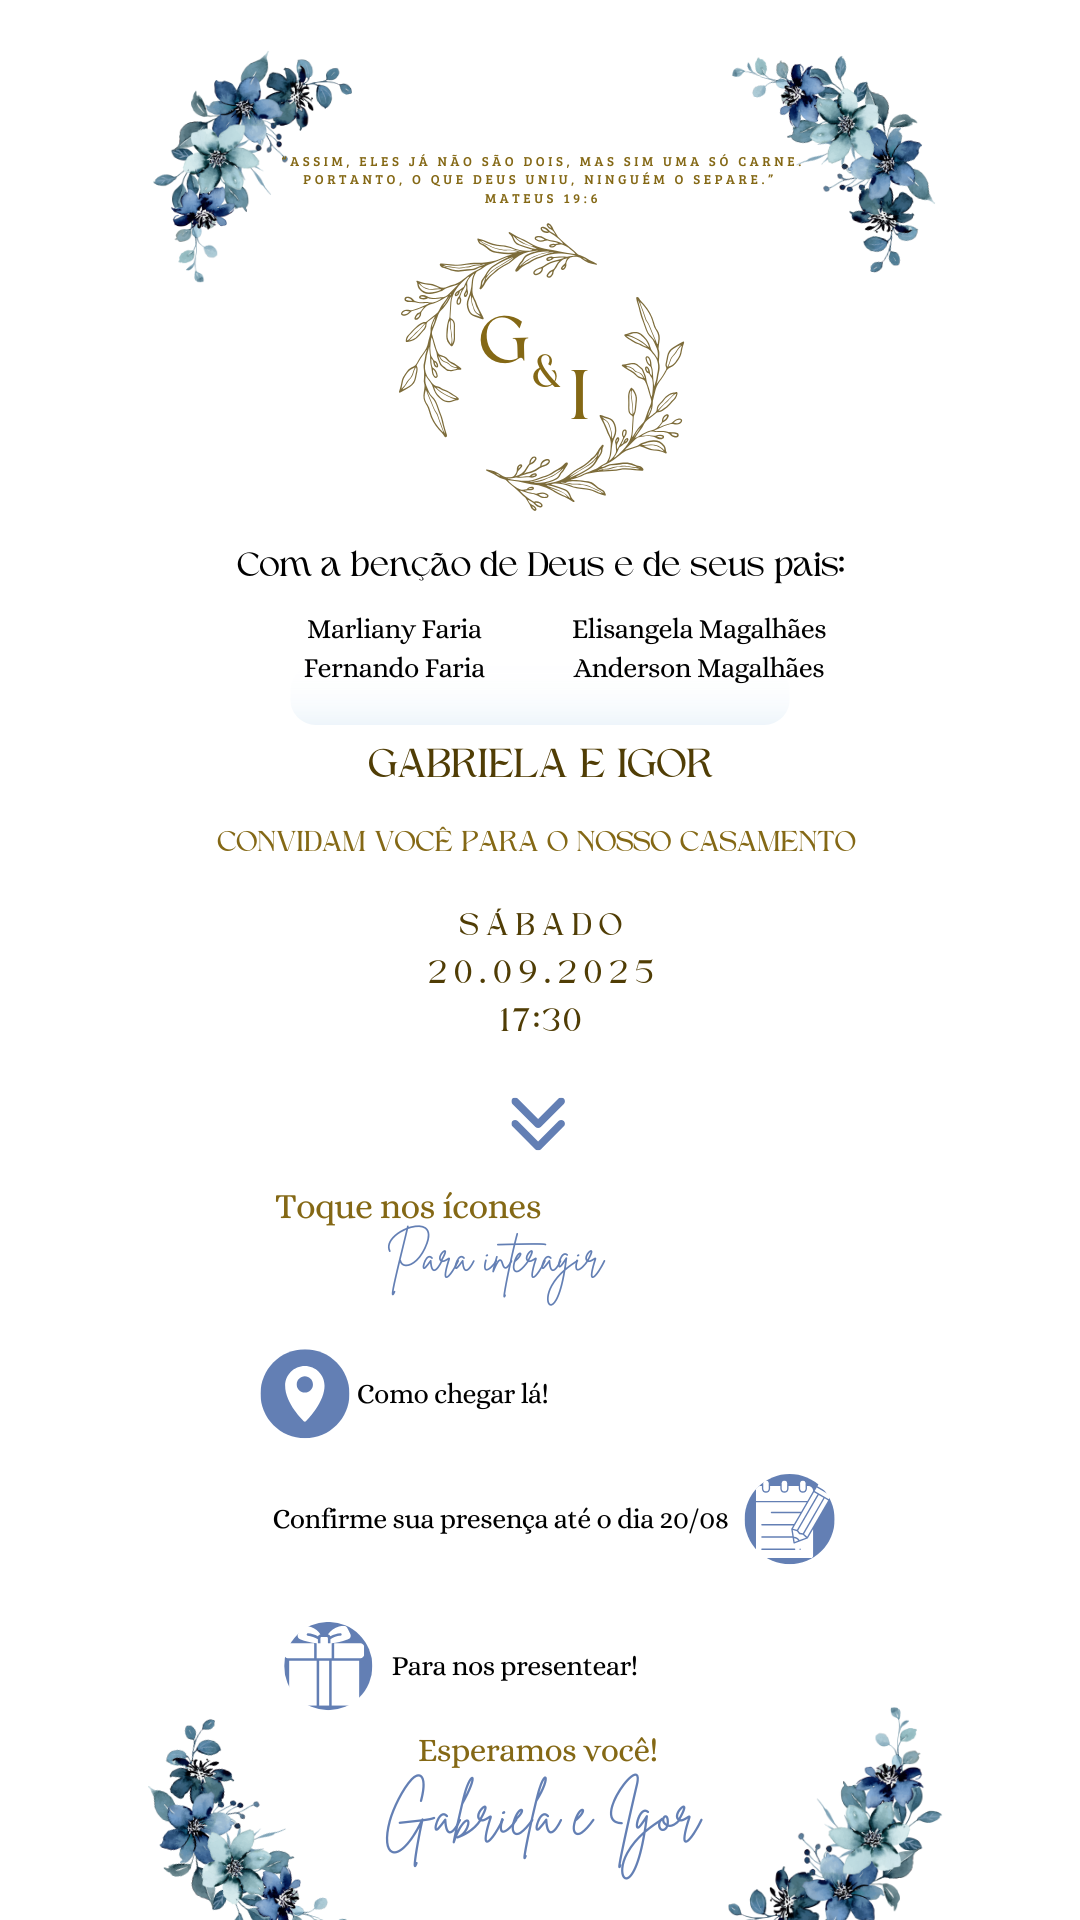 “ASSIM, ELES JÁ NÃO SÃO DOIS, MAS SIM UMA SÓ CARNE.
PORTANTO, O QUE DEUS UNIU, NINGUÉM O SEPARE.”
MATEUS 19:6
G
&
I
Com a benção de Deus e de seus pais:
Marliany Faria
Fernando Faria
Elisangela Magalhães
Anderson Magalhães
GABRIELA E IGOR
CONVIDAM VOCÊ PARA O NOSSO CASAMENTO
SÁBADO
20.09.2025
17:30
Toque nos ícones
Para interagir
Como chegar lá!
Confirme sua presença até o dia 20/08
Para nos presentear!
Esperamos você!
Gabriela e Igor